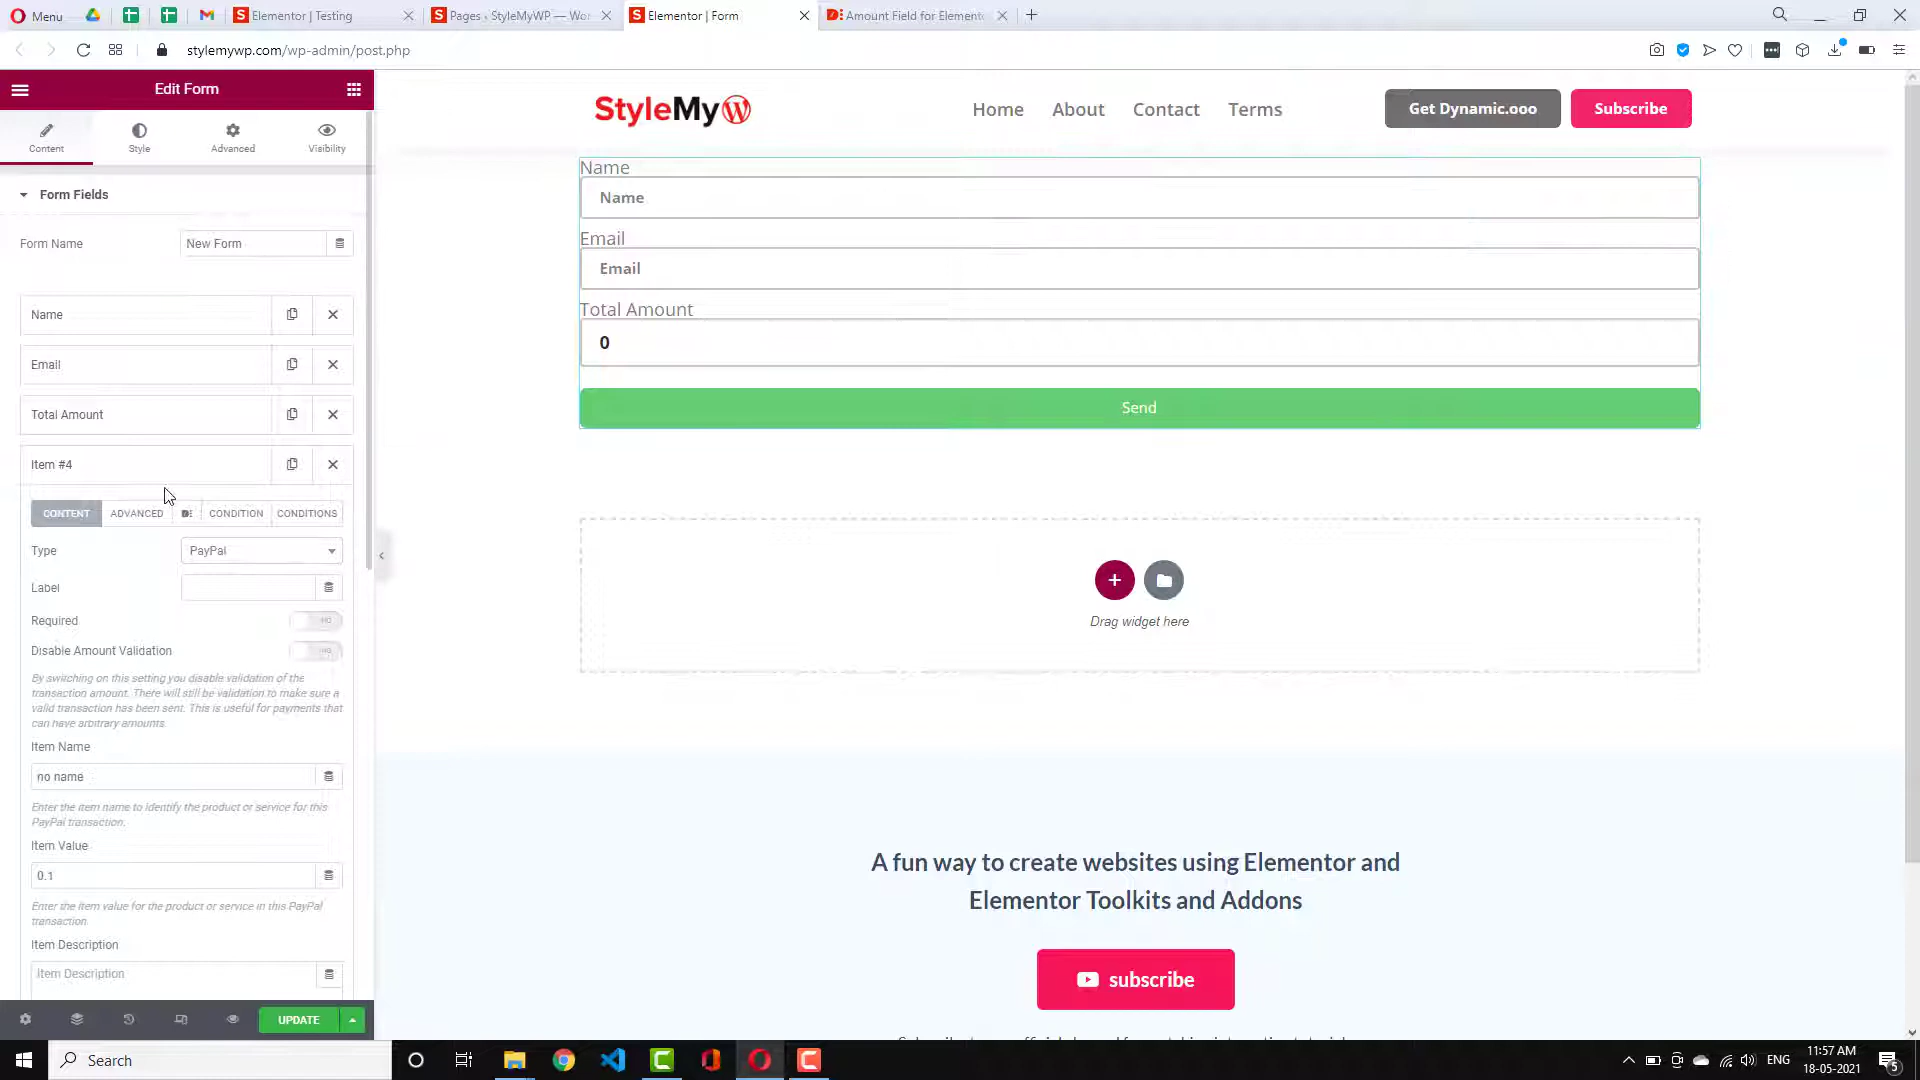 Menu
Elementor | Testing
Pages ‹ StyleMyWP — Wor
Elementor | Form
Amount Field for Elemento
stylemywp.com/wp-admin/post.php
Edit Form
Content
Style
Advanced
Visibility
Form Fields
Form Name
New Form
Name
Email
Total Amount
Item #4
CONTENT
ADVANCED
CONDITION
CONDITIONS
Type
PayPal
Label
Required
NO
Disable Amount Validation
NO
By switching on this setting you disable validation of the
transaction amount. There will still be validation to make sure a
valid transaction has been sent. This is useful for payments that
can have arbitrary amounts.
Item Name
no name
Enter the item name to identify the product or service for this
PayPal transaction.
Item Value
0.1
Enter the item value for the product or service in this PayPal
transaction.
Item Description
Item Description
UPDATE
StyleMyW
Home
About
Contact
Terms
Get Dynamic.ooo
Subscribe
Name
Name
Email
Email
Total Amount
0
Send
Drag widget here
A fun way to create websites using Elementor and
Elementor Toolkits and Addons
subscribe
Search
ENG
11:57 AM
18-05-2021
5